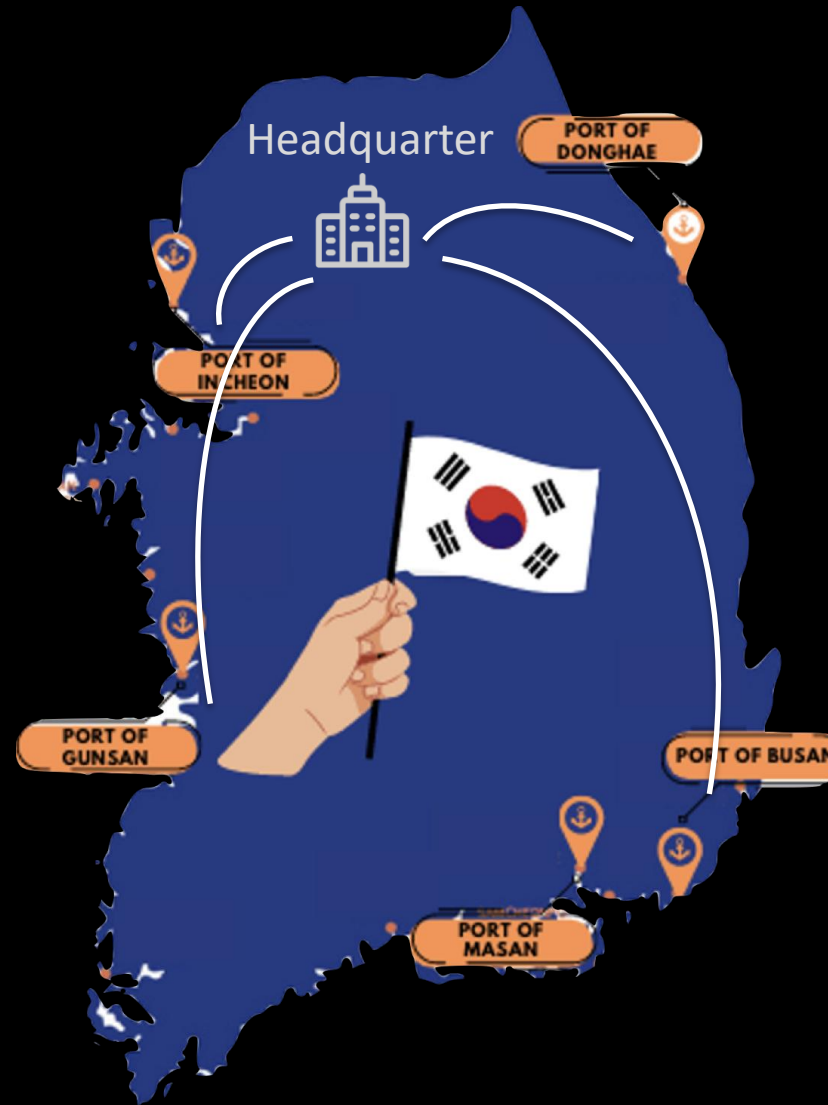 Headquarter
PORT OF
DONGHAE
PORT OF
INCHEON
PORT OF
GUNSAN
PORT OF BUSAN
PORT OF
MASAN